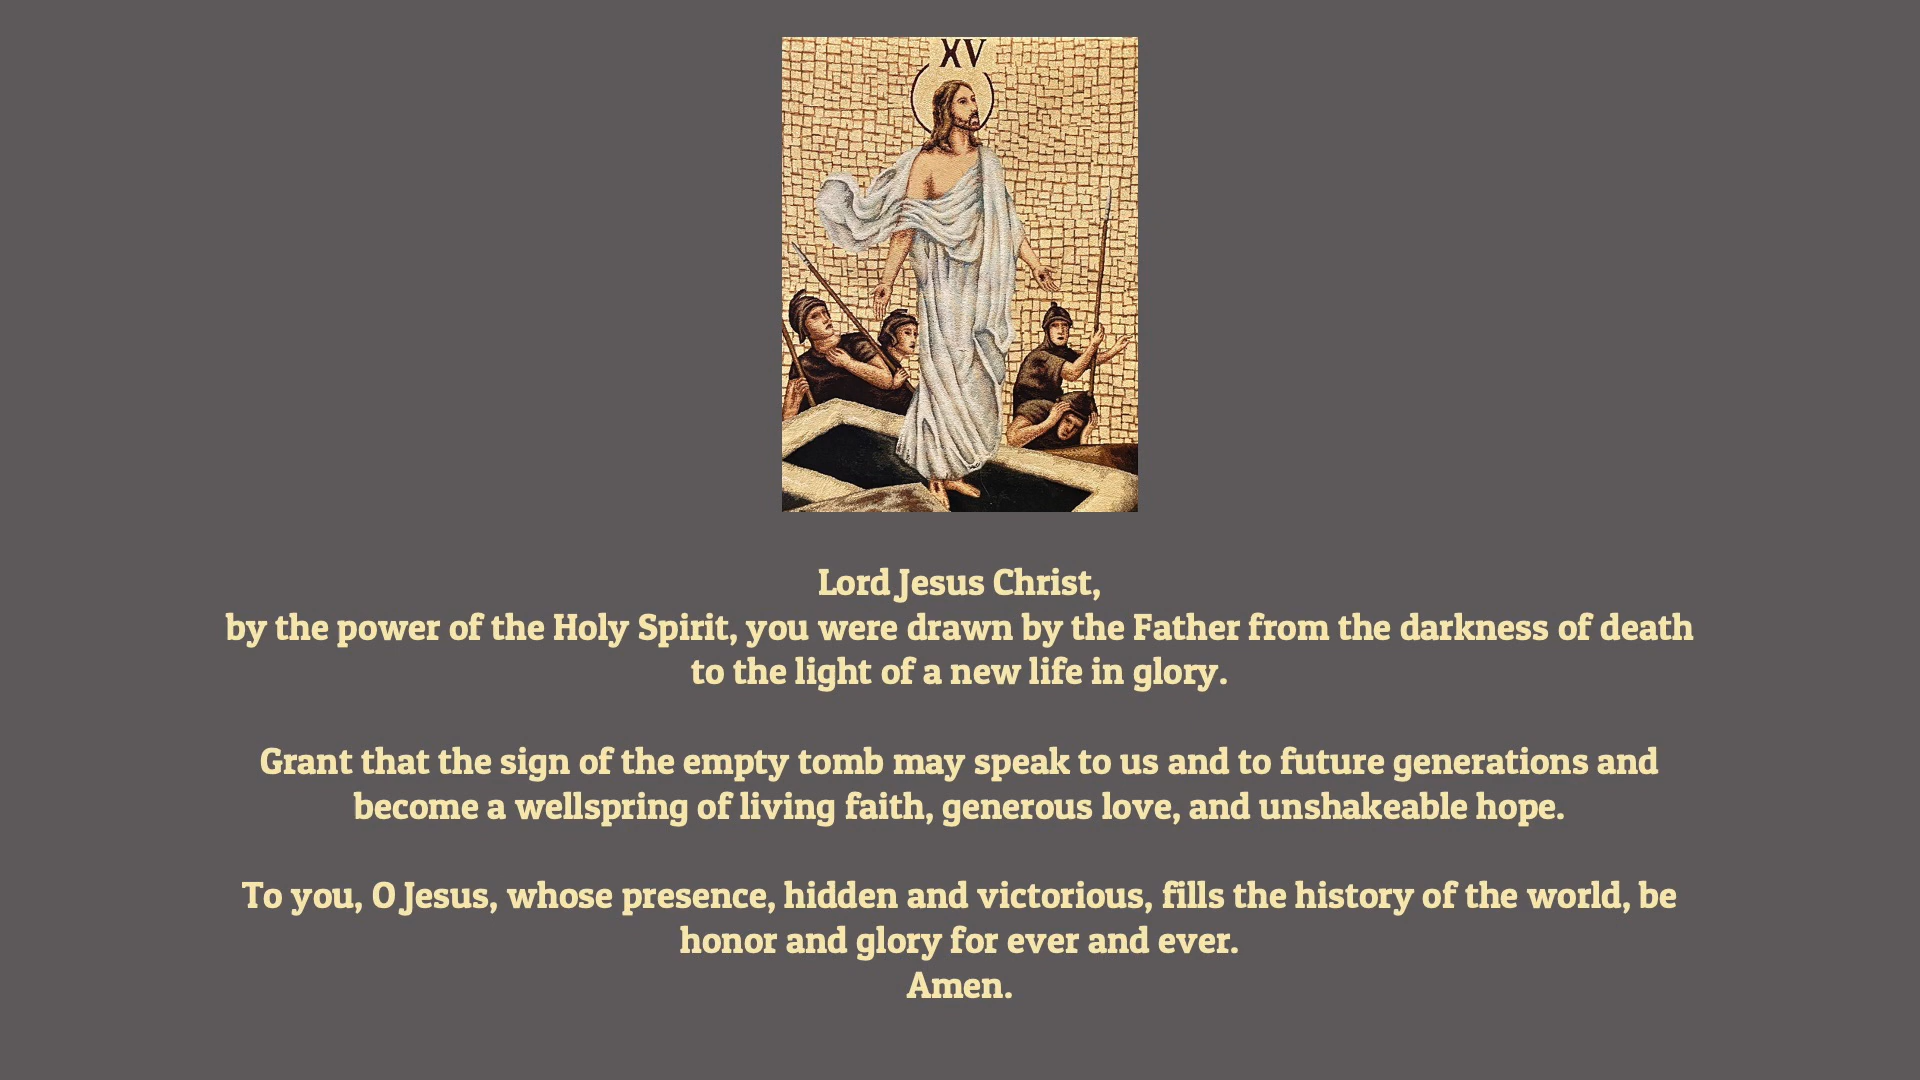 XV
Lord Jesus Christ,
by the power of the Holy Spirit, you were drawn by the Father from the darkness of death
to the light of a new life in glory.
Grant that the sign of the empty tomb may speak to us and to future generations and
become a wellspring of living faith, generous love, and unshakeable hope.
To you, O Jesus, whose presence, hidden and victorious, fills the history of the world, be
honor and glory for ever and ever.
Amen.